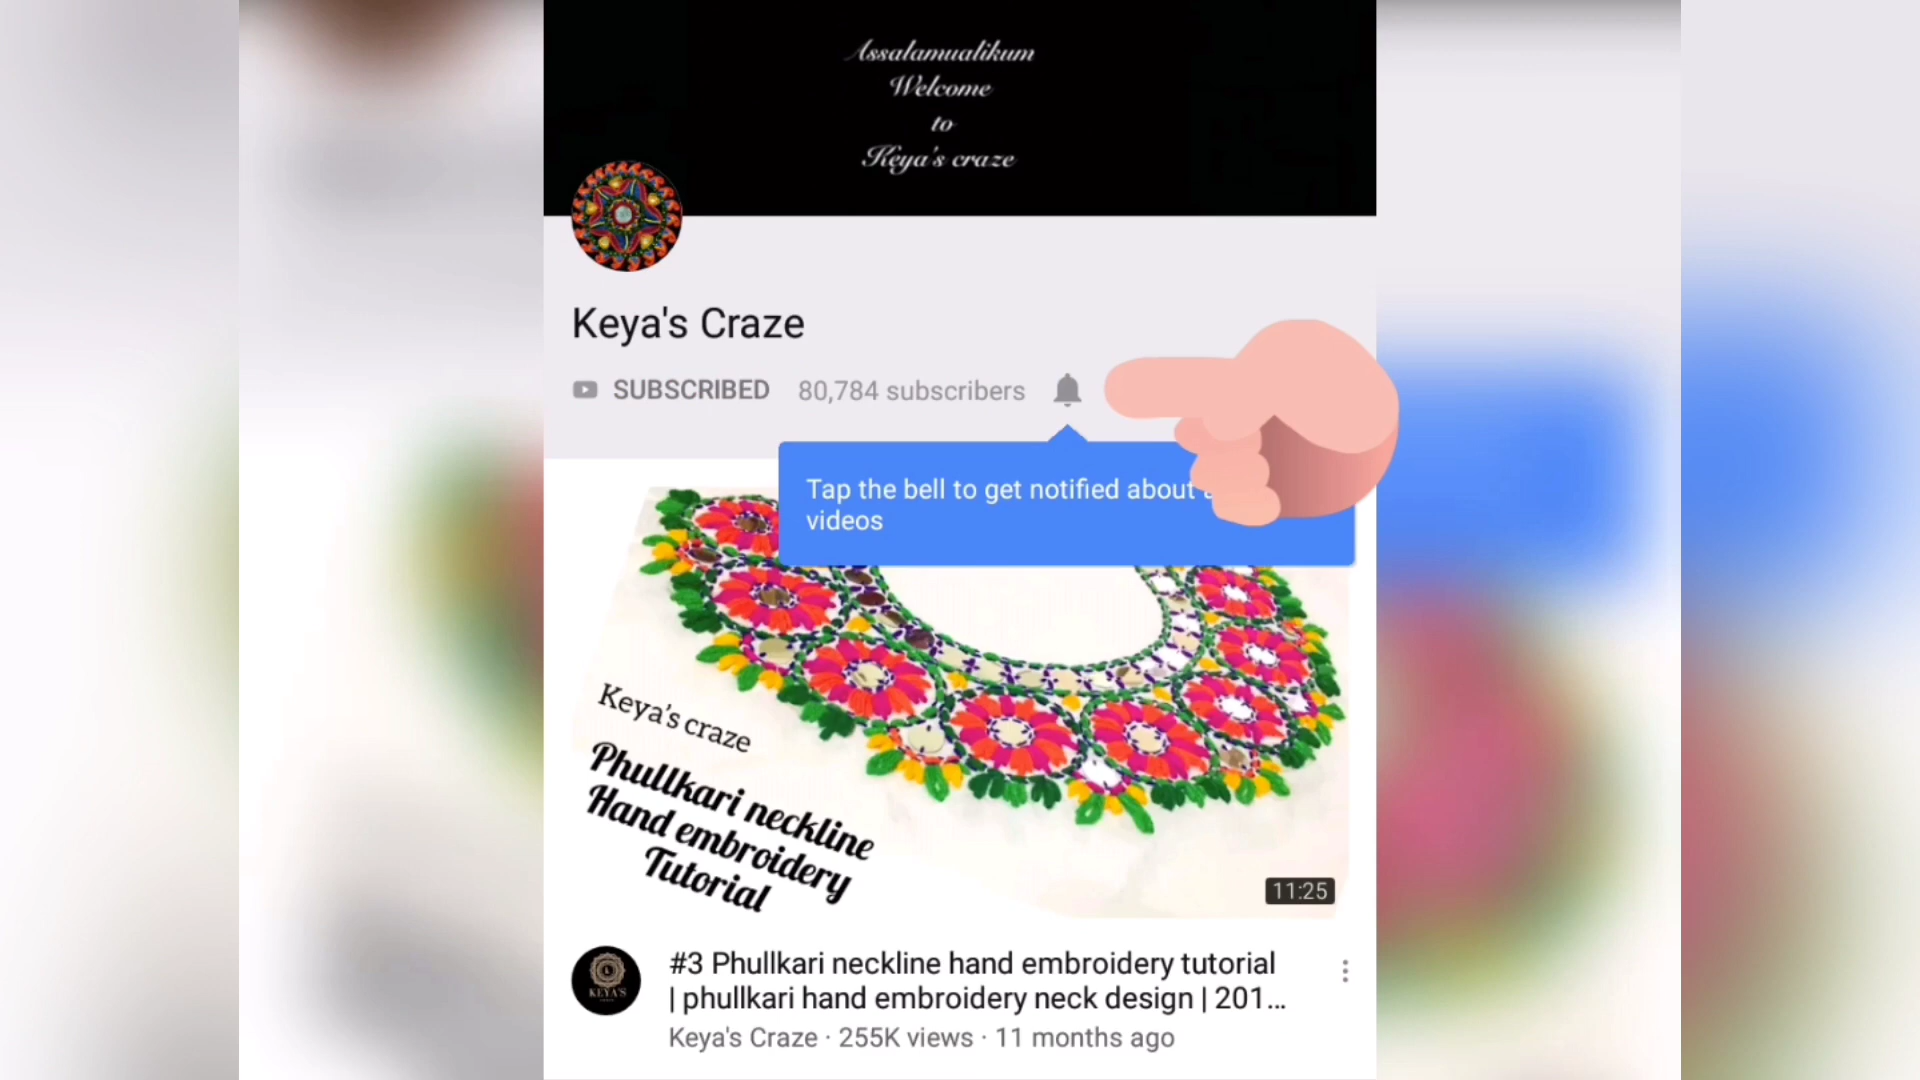 Assalamualikum
Welcome
to
Keya's craze
Keya's Craze
SUBSCRIBED 80,784 subscribers
Tap the bell to get notified about
videos
Keya's craze
Phullkari neckline
Hand embroidery
Tutorial
11:25
KEYA'S
#3 Phullkari neckline hand embroidery tutorial
| phullkari hand embroidery neck design | 201...
Keya's Craze · 255K views · 11 months ago